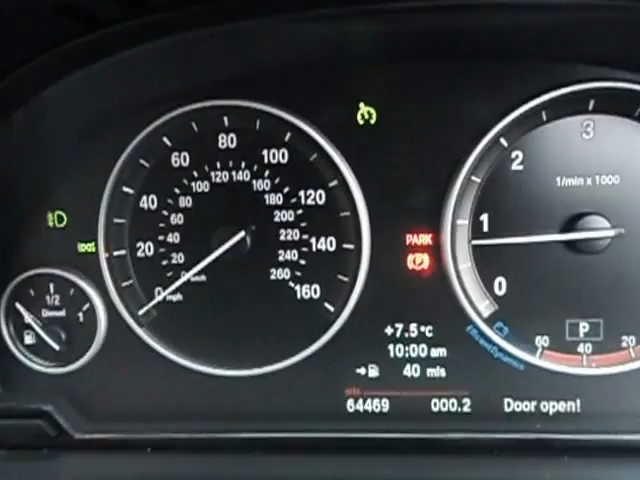 80
60
100
40
120
20
140
0 mph
160
120 140
100
160
80
180
60
200
40
220
20
240
0
260
1/2
Diesel
1
PARK
+7.5°C
10:00 am
40 mls
mls
64469 000.2 Door open!
3
2
1/min x 1000
1
0
EfficientDynamics
P
60 40 20